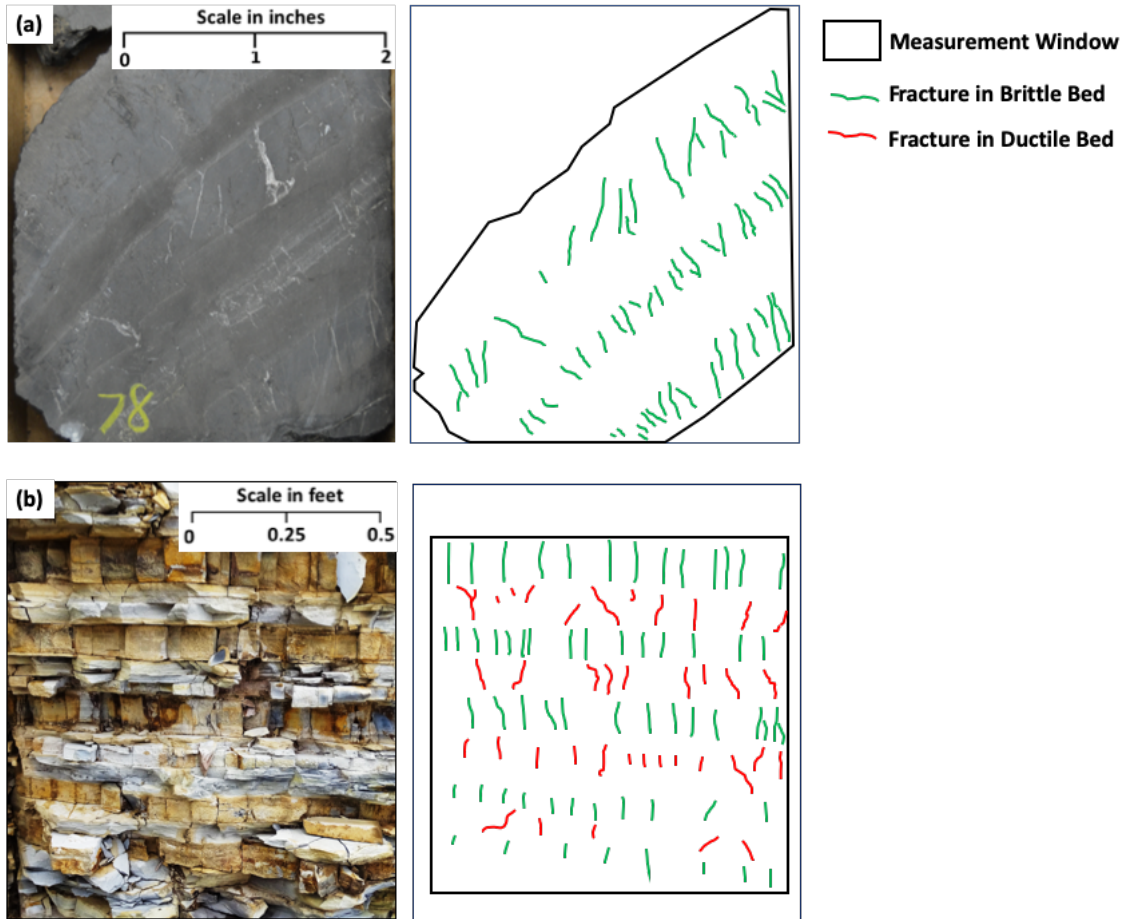 (a)
Scale in inches
0 1 2
78
Measurement Window
Fracture in Brittle Bed
Fracture in Ductile Bed
(b)
Scale in feet
0 0.25 0.5